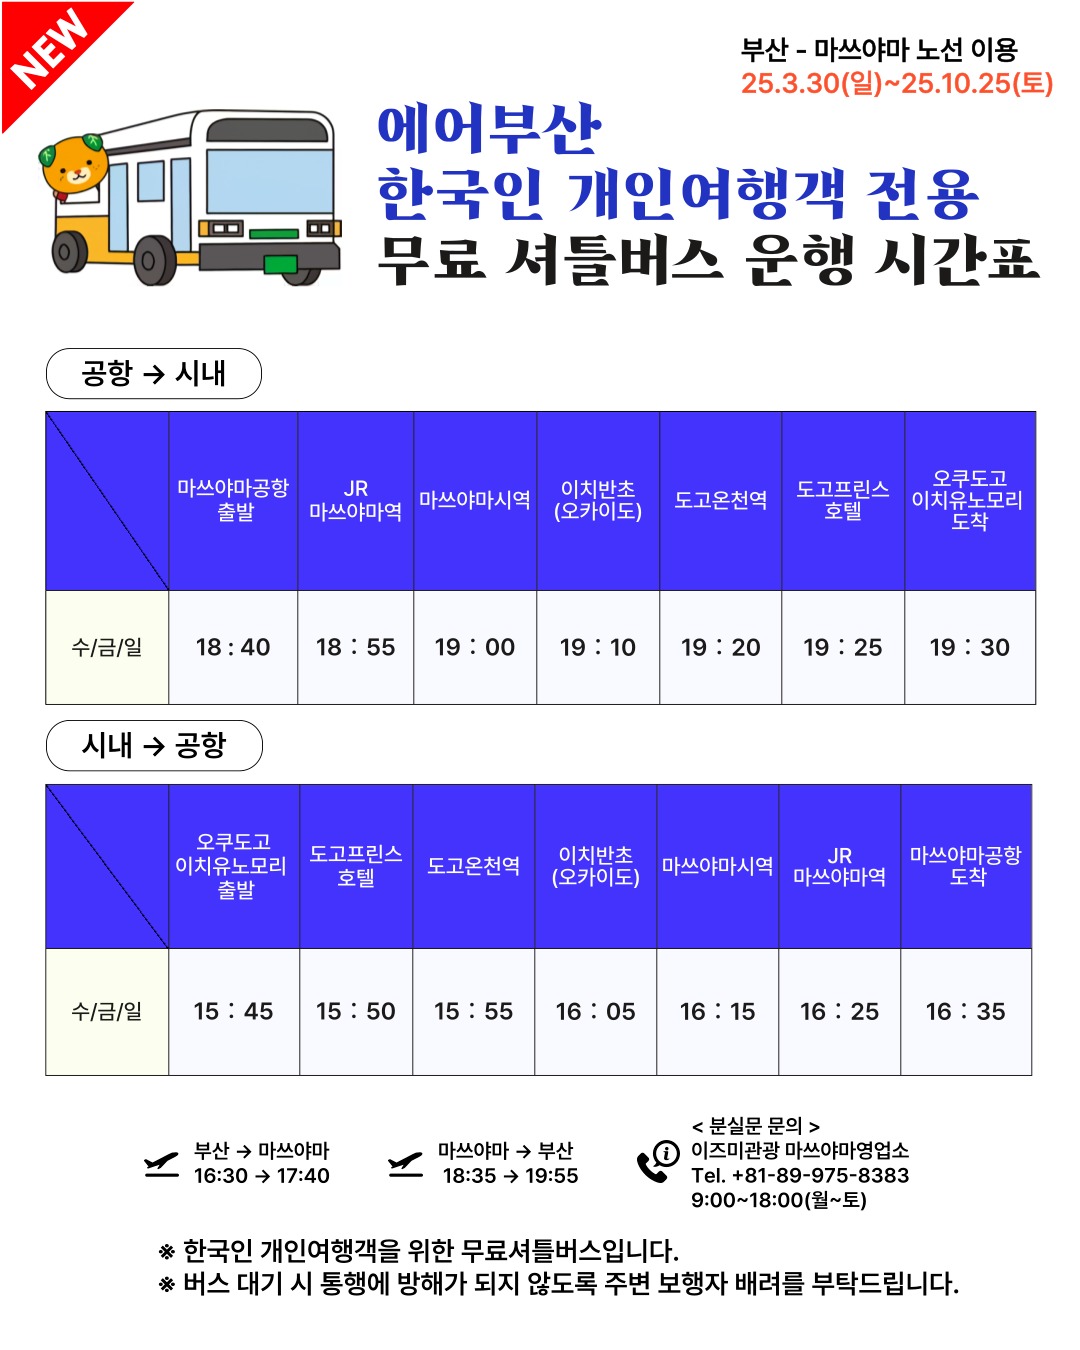 NEW
부산 - 마쓰야마 노선 이용
25.3.30(일)~25.10.25(토)
에어부산
한국인 개인여행객 전용
무료 셔틀버스 운행 시간표
공항 → 시내
마쓰야마공항 출발 JR 마쓰야마역 마쓰야마시역 이치반초 (오카이도) 도고온천역 도고프린스 호텔 오쿠도고 이치유노모리 도착
수/금/일 18 : 40 18 : 55 19 : 00 19 : 10 19 : 20 19 : 25 19 : 30
시내 → 공항
오쿠도고 이치유노모리 출발 도고프린스 호텔 도고온천역 이치반초 (오카이도) 마쓰야마시역 JR 마쓰야마역 마쓰야마공항 도착
수/금/일 15 : 45 15 : 50 15 : 55 16 : 05 16 : 15 16 : 25 16 : 35
부산 → 마쓰야마
16:30 → 17:40
마쓰야마 → 부산
18:35 → 19:55
< 분실문 문의 >
이즈미관광 마쓰야마영업소
Tel. +81-89-975-8383
9:00~18:00(월~토)
※ 한국인 개인여행객을 위한 무료셔틀버스입니다.
※ 버스 대기 시 통행에 방해가 되지 않도록 주변 보행자 배려를 부탁드립니다.